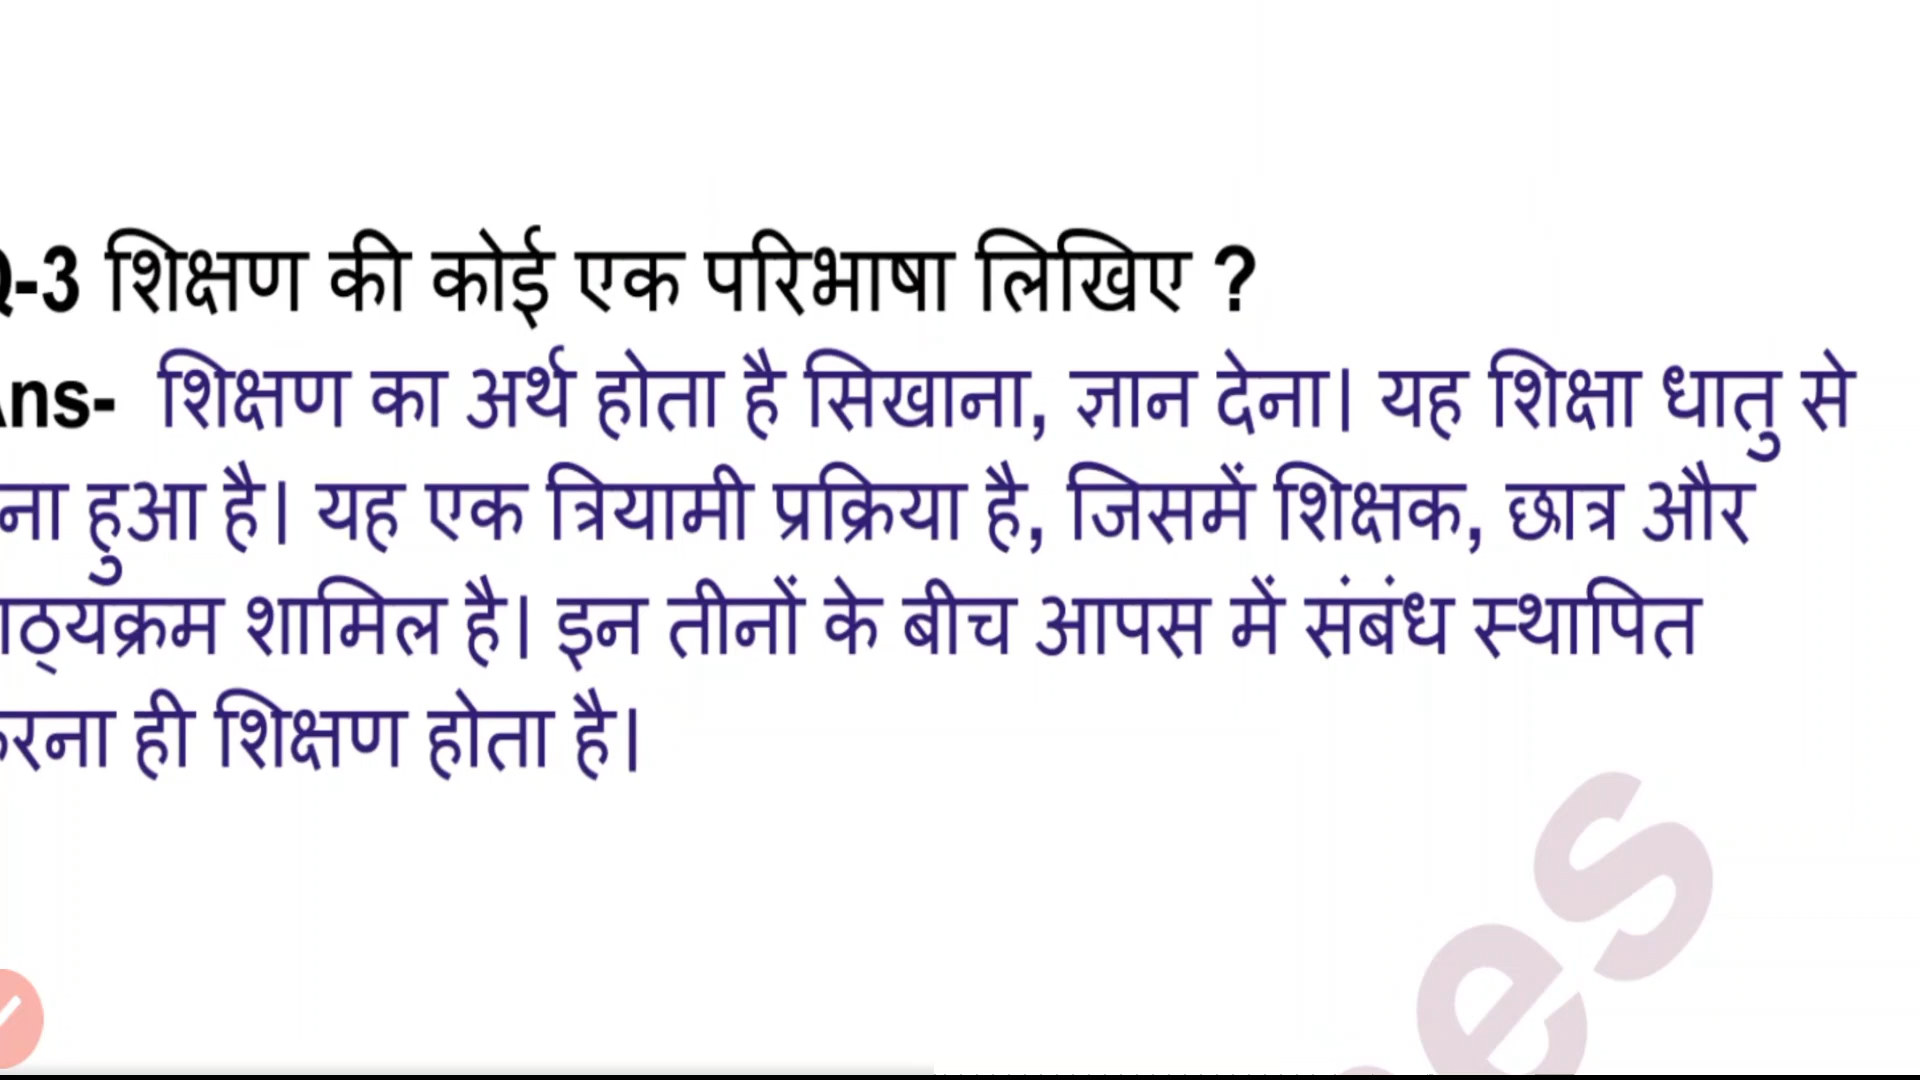 -3 शिक्षण की कोई एक परिभाषा लिखिए ?
ns- शिक्षण का अर्थ होता है सिखाना, ज्ञान देना। यह शिक्षा धातु से
ना हुआ है। यह एक त्रियामी प्रक्रिया है, जिसमें शिक्षक, छात्र और
ाठ्यक्रम शामिल है। इन तीनों के बीच आपस में संबंध स्थापित
रना ही शिक्षण होता है।
es